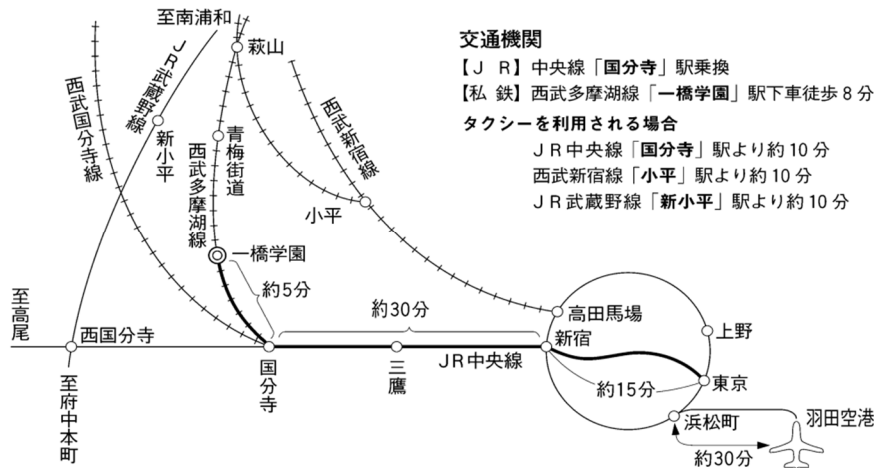 至南浦和
萩山
JR武蔵野線
西武国分寺線
新小平
青梅街道
西武多摩湖線
西武新宿線
小平
一橋学園
約5分
交通機関
【J R】中央線「国分寺」駅乗換
【私 鉄】西武多摩湖線「一橋学園」駅下車徒歩8分
タクシーを利用される場合
JR中央線「国分寺」駅より約10分
西武新宿線「小平」駅より約10分
JR武蔵野線「新小平」駅より約10分
至高尾
西国分寺
至府中本町
国分寺
約30分
三鷹
JR中央線
高田馬場
新宿
上野
約15分
東京
浜松町
羽田空港
約30分